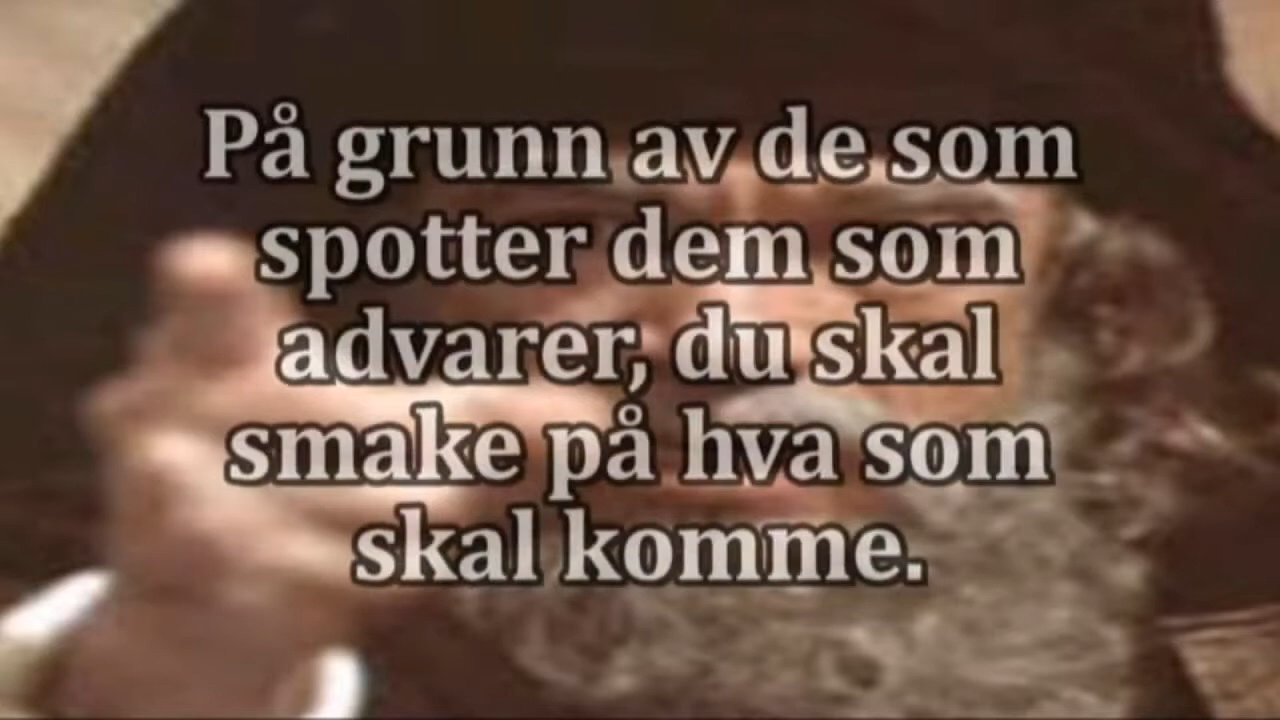 På grunn av de som
spotter dem som
advarer, du skal
smake på hva som
skal komme.